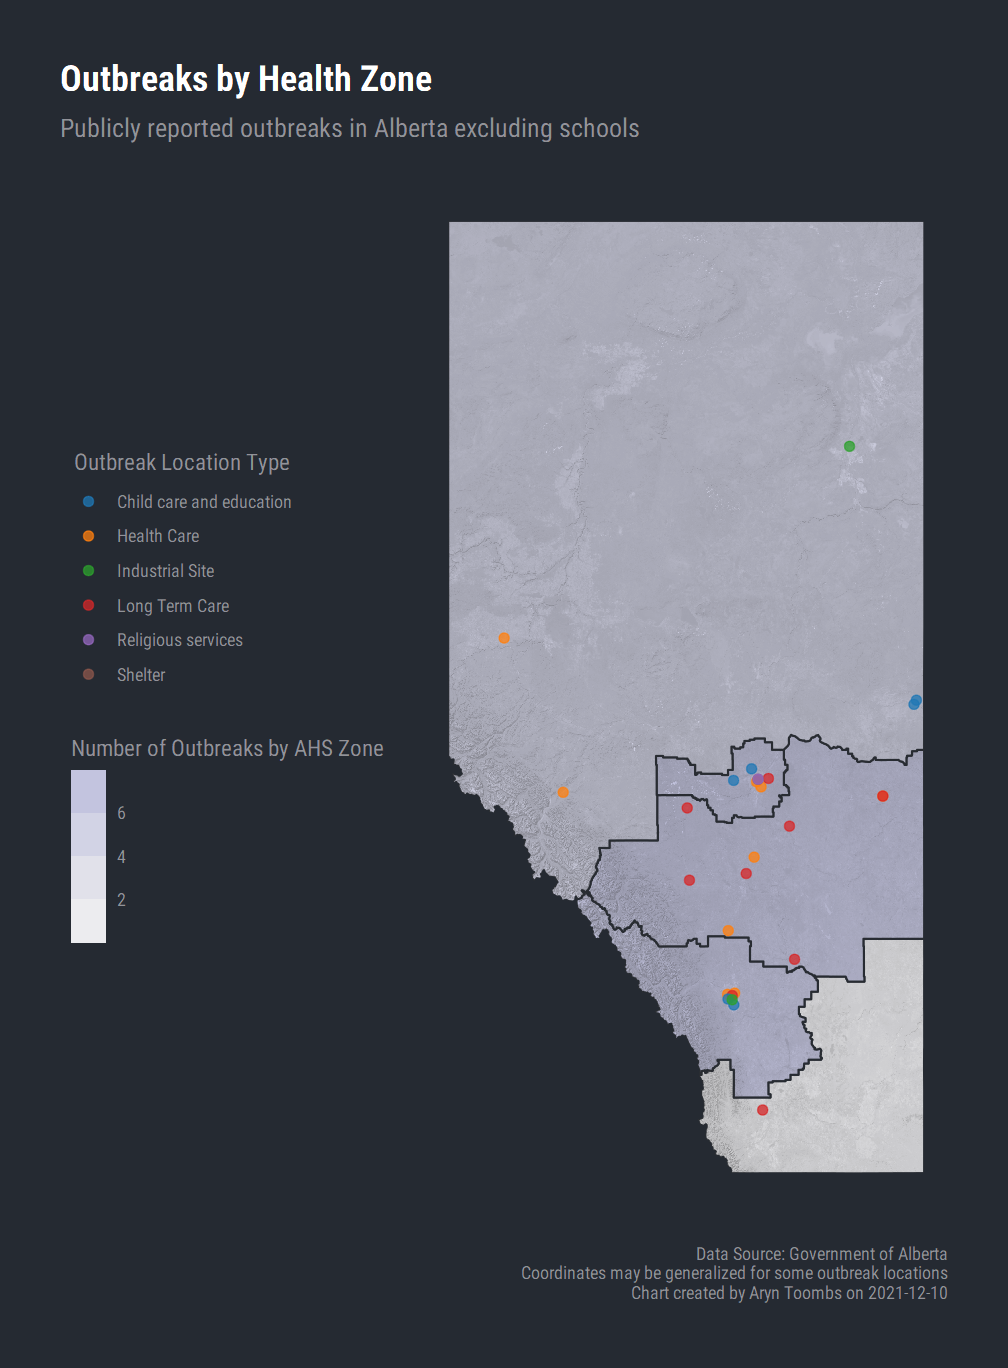 Outbreaks by Health Zone
Publicly reported outbreaks in Alberta excluding schools
Outbreak Location Type
Child care and education
Health Care
Industrial Site
Long Term Care
Religious services
Shelter
Number of Outbreaks by AHS Zone
6
4
2
Data Source: Government of Alberta
Coordinates may be generalized for some outbreak locations
Chart created by Aryn Toombs on 2021-12-10